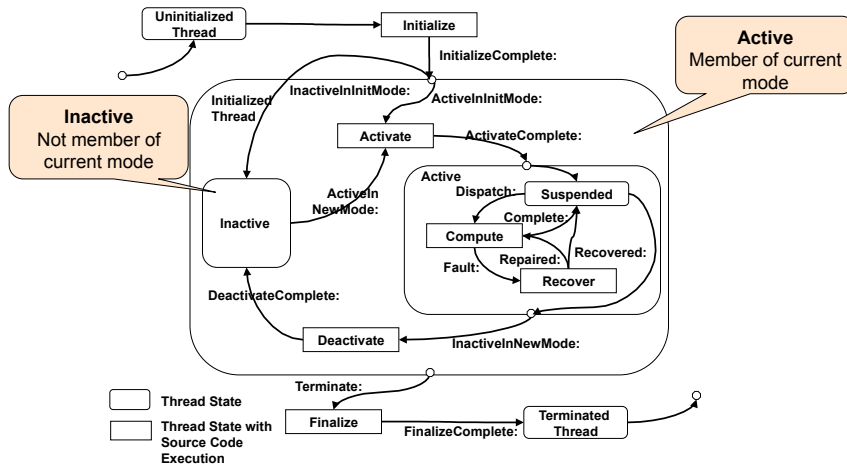 Uninitialized
Thread
Initialize
InitializeComplete:
Active
Member of current
mode
Inactive
Not member of
current mode
Initialized
Thread
InactiveInInitMode:
ActiveInInitMode:
Activate
ActivateComplete:
Active
Dispatch:
Suspended
ActiveIn
NewMode:
Complete:
Inactive
Compute
Repaired:
Recovered:
Fault:
Recover
DeactivateComplete:
Deactivate
InactiveInNewMode:
Terminate:
Thread State
Finalize
FinalizeComplete:
Terminated
Thread
Thread State with
Source Code
Execution